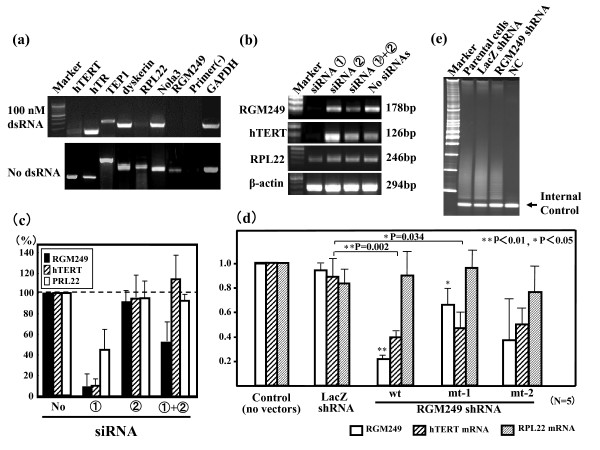 (a)
Marker
hTERT
hTR
TEP1
dyskerin
RPL22
Nola3
RGM249
Primer(-)
GAPDH
100 nM
dsRNA
No dsRNA
(b)
Marker
siRNA ①
siRNA ②
siRNA ①+②
No siRNAs
RGM249
178bp
hTERT
126bp
RPL22
246bp
β-actin
294bp
(e)
Marker
Parental cells
LacZ shRNA
RGM249 shRNA
NC
Internal
Control
(c)
(%)
140
120
100
80
60
40
20
0
RGM249
hTERT
PRL22
No
①
②
①+②
siRNA
(d)
*P=0.034
**P=0.002
**P<0.01, *P<0.05
1.0
0.8
0.6
0.4
0.2
**
*
Control
(no vectors)
LacZ
shRNA
wt
mt-1
mt-2
RGM249 shRNA
(N=5)
RGM249
hTERT mRNA
RPL22 mRNA